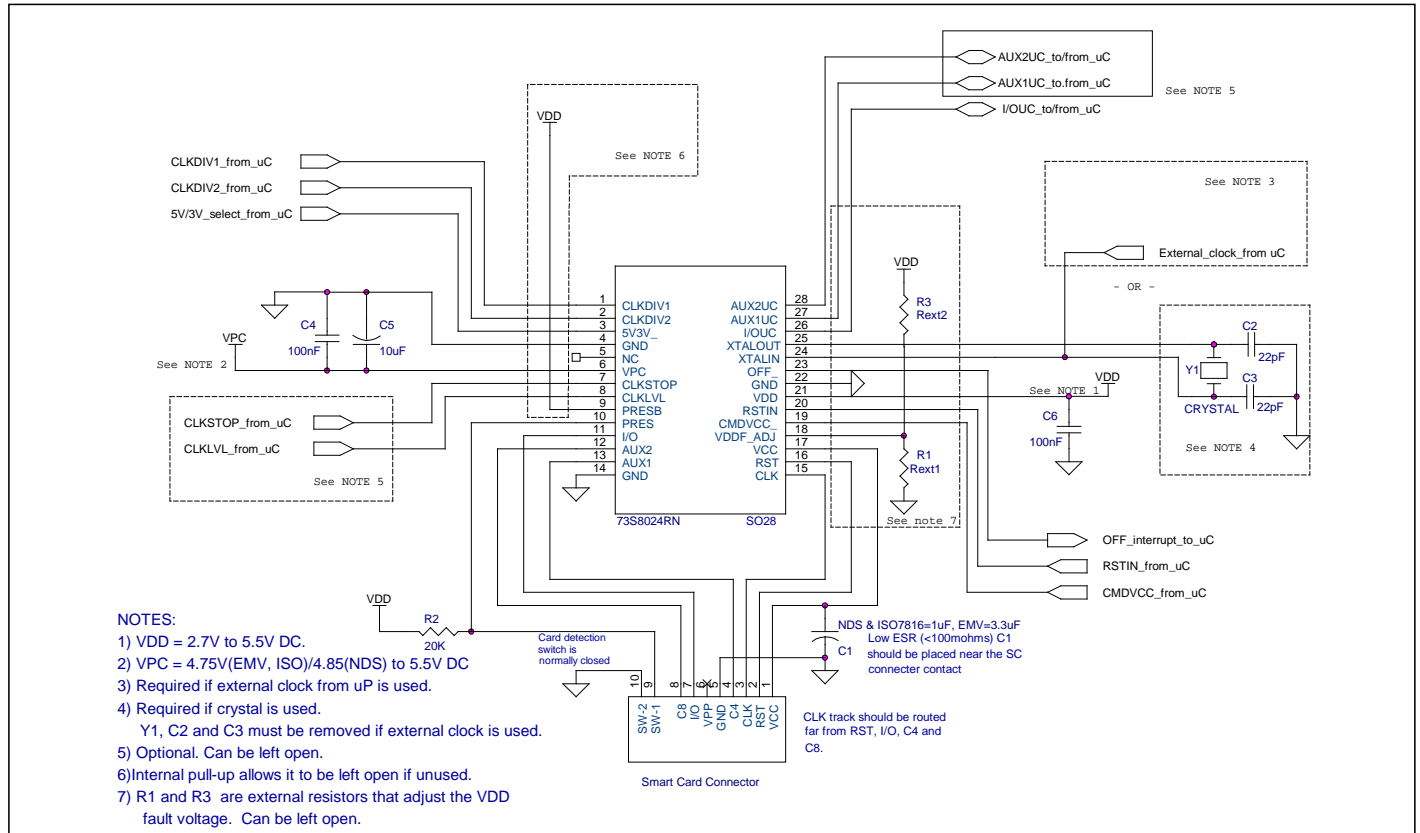 AUX2UC_to/from_uC
AUX1UC_to.from_uC
See NOTE 5
I/OUC_to/from_uC
VDD
See NOTE 6
CLKDIV1_from_uC
CLKDIV2_from_uC
5V/3V_select_from_uC
See NOTE 3
External_clock_from uC
- OR -
VDD
R3
Rext2
C4
100nF
C5
10uF
VPC
See NOTE 2
CLKSTOP_from_uC
CLKLVL_from_uC
See NOTE 5
1 CLKDIV1
2 CLKDIV2
3 5V3V_
4 GND
5 NC
6 VPC
7 CLKSTOP
8 CLKLVL
9 PRESB
10 PRES
11 I/O
12 AUX2
13 AUX1
14 GND
AUX2UC 28
AUX1UC 27
I/OUC 26
XTALOUT 25
XTALIN 24
OFF_ 23
GND 22
VDD 21
RSTIN 20
CMDVCC_ 19
VDDF_ADJ 18
VCC 17
RST 16
CLK 15
73S8024RN
SO28
R1
Rext1
See note 7
See NOTE 1
VDD
C6
100nF
C2
22pF
Y1
CRYSTAL
C3
22pF
See NOTE 4
OFF_interrupt_to_uC
RSTIN_from_uC
CMDVCC_from_uC
VDD
R2
20K
Card detection
switch is
normally closed
NDS & ISO7816=1uF, EMV=3.3uF
Low ESR (<100mohms) C1
should be placed near the SC
connecter contact
C1
10 SW-2
9 SW-1
8 C8
7 I/O
6 VPP
5 GND
4 C4
3 CLK
2 RST
1 VCC
CLK track should be routed
far from RST, I/O, C4 and
C8.
Smart Card Connector
NOTES:
1) VDD = 2.7V to 5.5V DC.
2) VPC = 4.75V(EMV, ISO)/4.85(NDS) to 5.5V DC
3) Required if external clock from uP is used.
4) Required if crystal is used.
Y1, C2 and C3 must be removed if external clock is used.
5) Optional. Can be left open.
6)Internal pull-up allows it to be left open if unused.
7) R1 and R3 are external resistors that adjust the VDD
fault voltage. Can be left open.